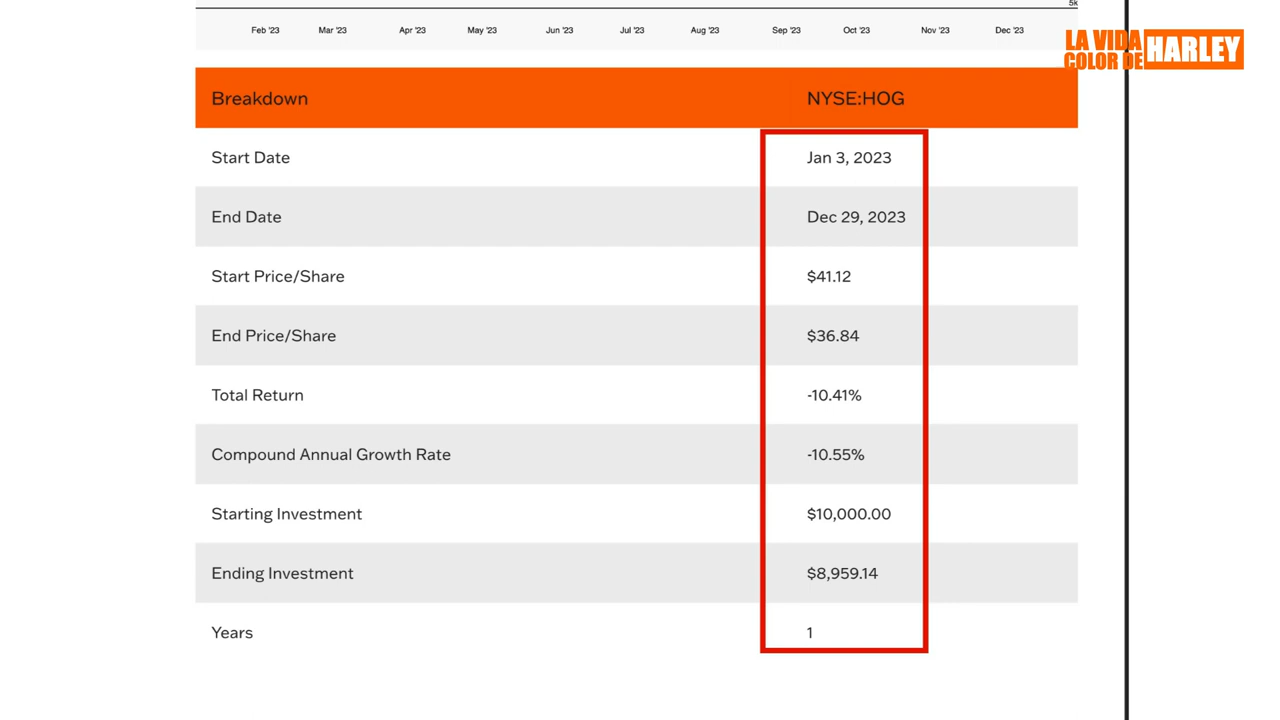 5k
Feb '23 Mar '23 Apr '23 May '23 Jun '23 Jul '23 Aug '23 Sep '23 Oct '23 Nov '23 Dec '23
LA VIDA
COLOR DE HARLEY
Breakdown NYSE:HOG
Start Date Jan 3, 2023
End Date Dec 29, 2023
Start Price/Share $41.12
End Price/Share $36.84
Total Return -10.41%
Compound Annual Growth Rate -10.55%
Starting Investment $10,000.00
Ending Investment $8,959.14
Years 1